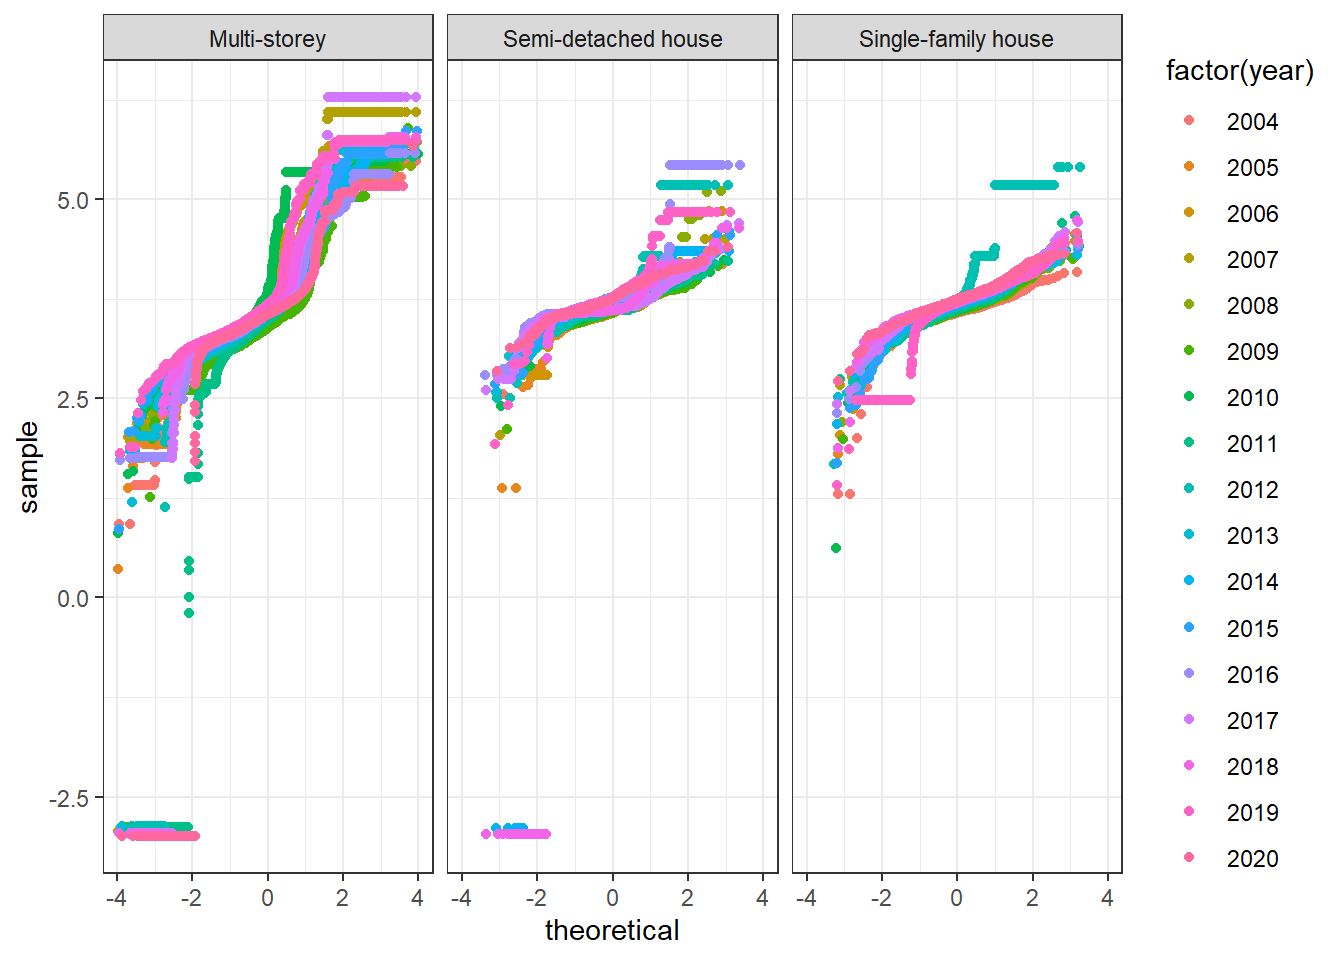 Multi-storey
Semi-detached house
Single-family house
factor(year)
2004
2005
2006
2007
2008
2009
2010
2011
2012
2013
2014
2015
2016
2017
2018
2019
2020
sample
5.0
2.5
0.0
-2.5
-4 -2 0 2 4
-4 -2 0 2 4
-4 -2 0 2 4
theoretical